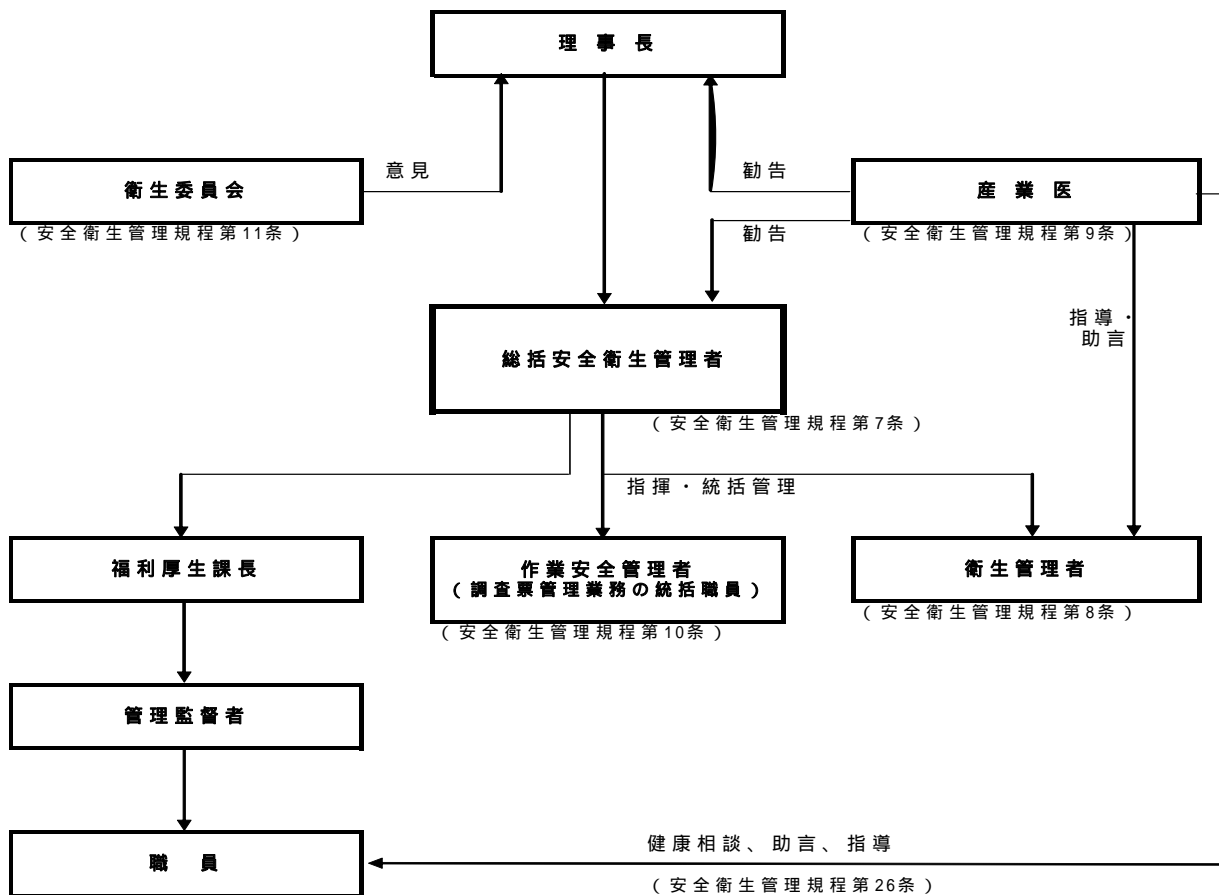 理事長
意見
勧告
衛生委員会
産業医
(安全衛生管理規程第11条)
勧告
(安全衛生管理規程第9条)
指導・
助言
総括安全衛生管理者
(安全衛生管理規程第7条)
指揮・統括管理
福利厚生課長
作業安全管理者
(調査票管理業務の統括職員)
衛生管理者
(安全衛生管理規程第10条)
(安全衛生管理規程第8条)
管理監督者
職員
健康相談、助言、指導
(安全衛生管理規程第26条)